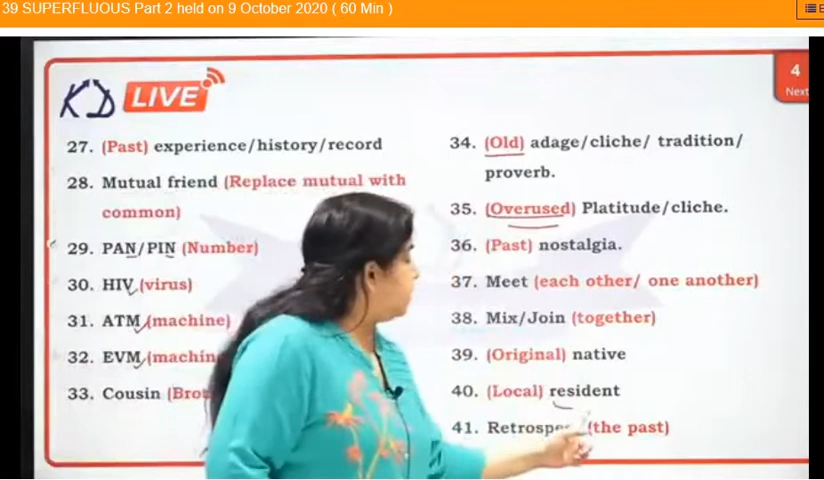 39 SUPERFLUOUS Part 2 held on 9 October 2020 ( 60 Min )
KD LIVE
4
Next
27. (Past) experience/history/record
28. Mutual friend (Replace mutual with
common)
29. PAN/PIN (Number)
30. HIV (virus)
31. ATM (machine)
32. EVM
33. Cousin
34. (Old) adage/cliche/ tradition/
proverb.
35. (Overused) Platitude/cliche.
36. (Past) nostalgia.
37. Meet (each other/ one another)
38. Mix/Join (together)
39. (Original) native
40. (Local) resident
41. (the past)